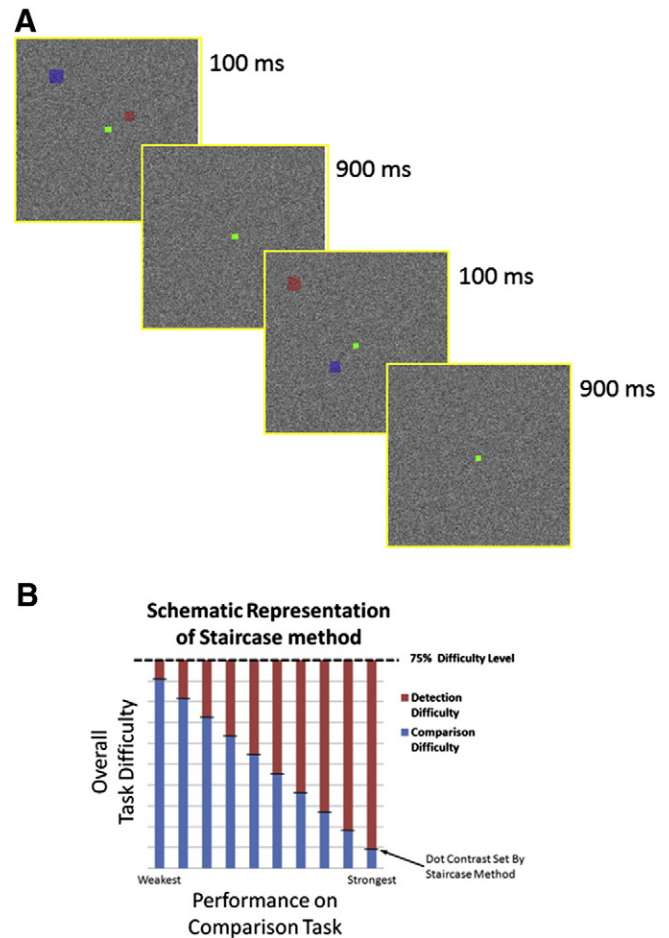 A
100 ms
900 ms
100 ms
900 ms
B
Schematic Representation
of Staircase method
75% Difficulty Level
Detection
Difficulty
Comparison
Difficulty
Overall
Task Difficulty
Dot Contrast Set By
Staircase Method
Weakest
Strongest
Performance on
Comparison Task